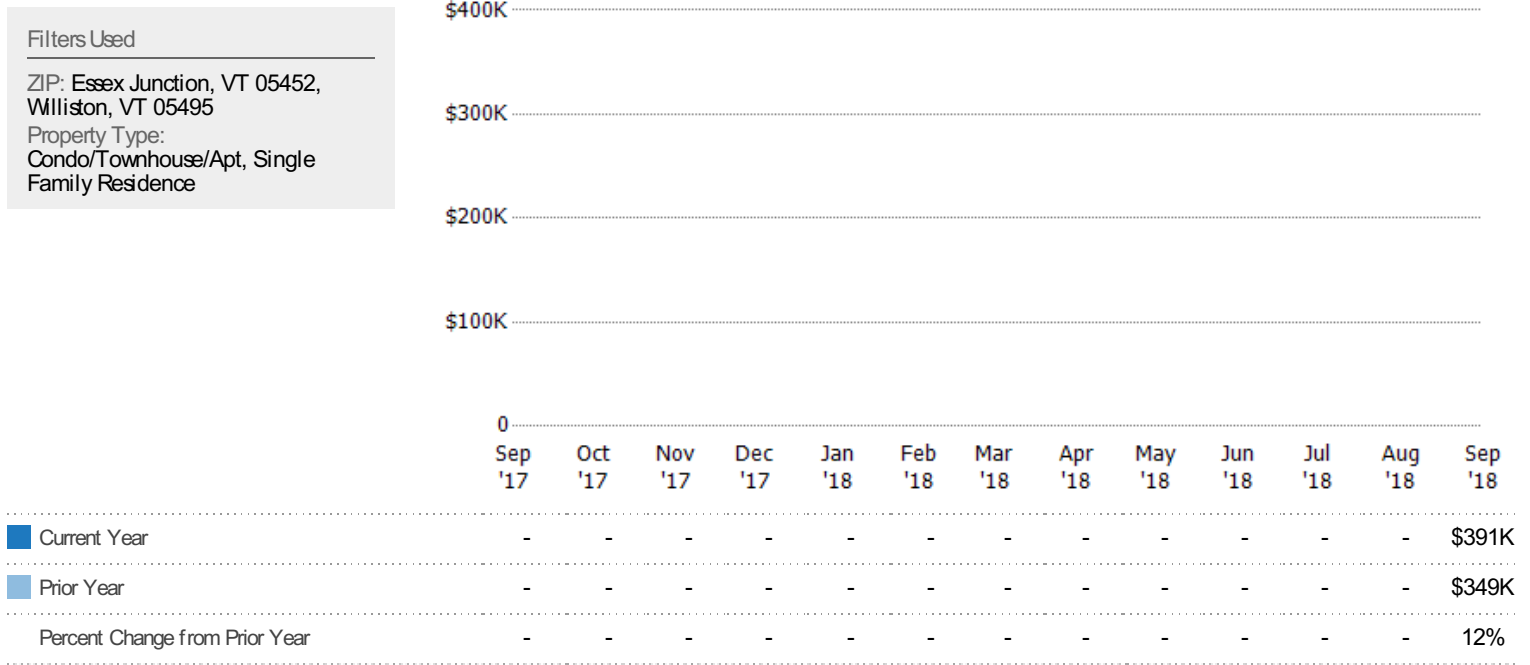 Filters Used
ZIP: Essex Junction, VT 05452,
Williston, VT 05495
Property Type:
Condo/Townhouse/Apt, Single
Family Residence
$400K
$300K
$200K
$100K
0
Sep Oct Nov Dec Jan Feb Mar Apr May Jun Jul Aug Sep
'17 '17 '17 '17 '18 '18 '18 '18 '18 '18 '18 '18 '18
Current Year - - - - - - - - - - - - $391K
Prior Year - - - - - - - - - - - - $349K
Percent Change from Prior Year - - - - - - - - - - - - 12%